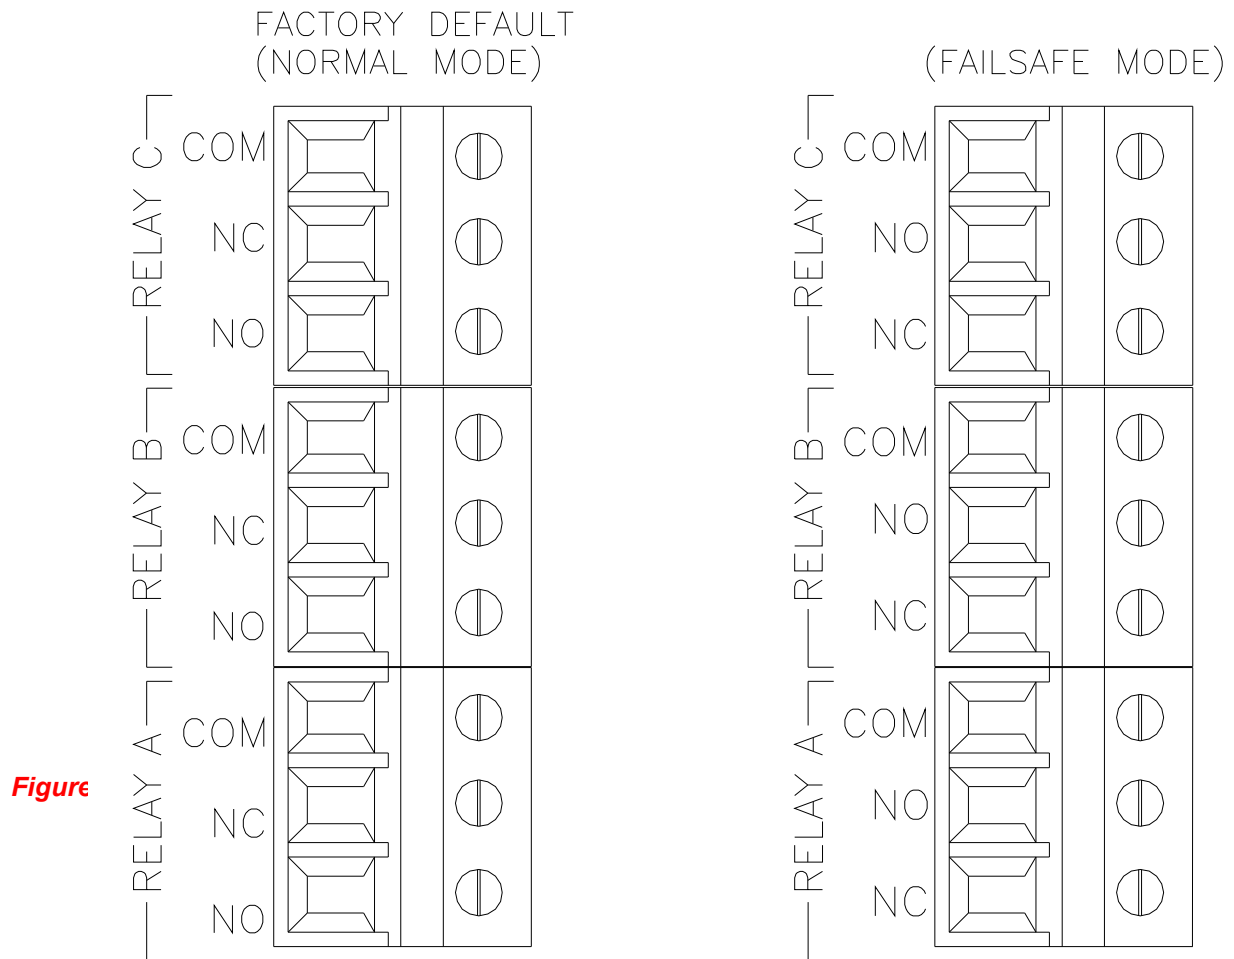 FACTORY DEFAULT
(NORMAL MODE)
RELAY C
COM
NC
NO
RELAY B
COM
NC
NO
RELAY A
COM
NC
NO
(FAILSAFE MODE)
RELAY C
COM
NO
NC
RELAY B
COM
NO
NC
RELAY A
COM
NO
NC
Figure